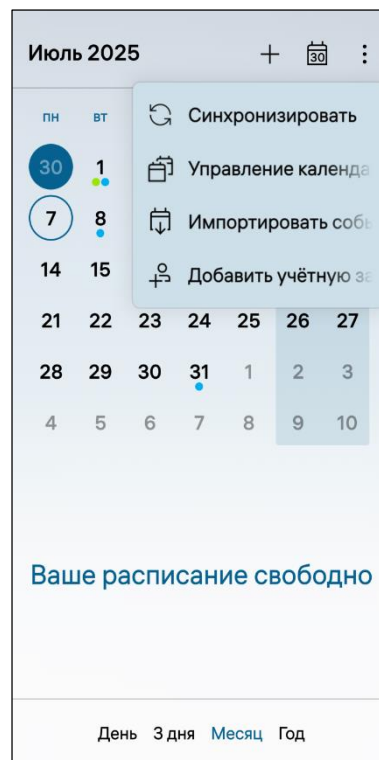 Июль 2025
30
Синхронизировать
Управление календа
Импортировать собы
Добавить учётную за
пн вт
30 1
7 8
14 15
21 22 23 24 25 26 27
28 29 30 31 1 2 3
4 5 6 7 8 9 10
Ваше расписание свободно
День 3 дня Месяц Год